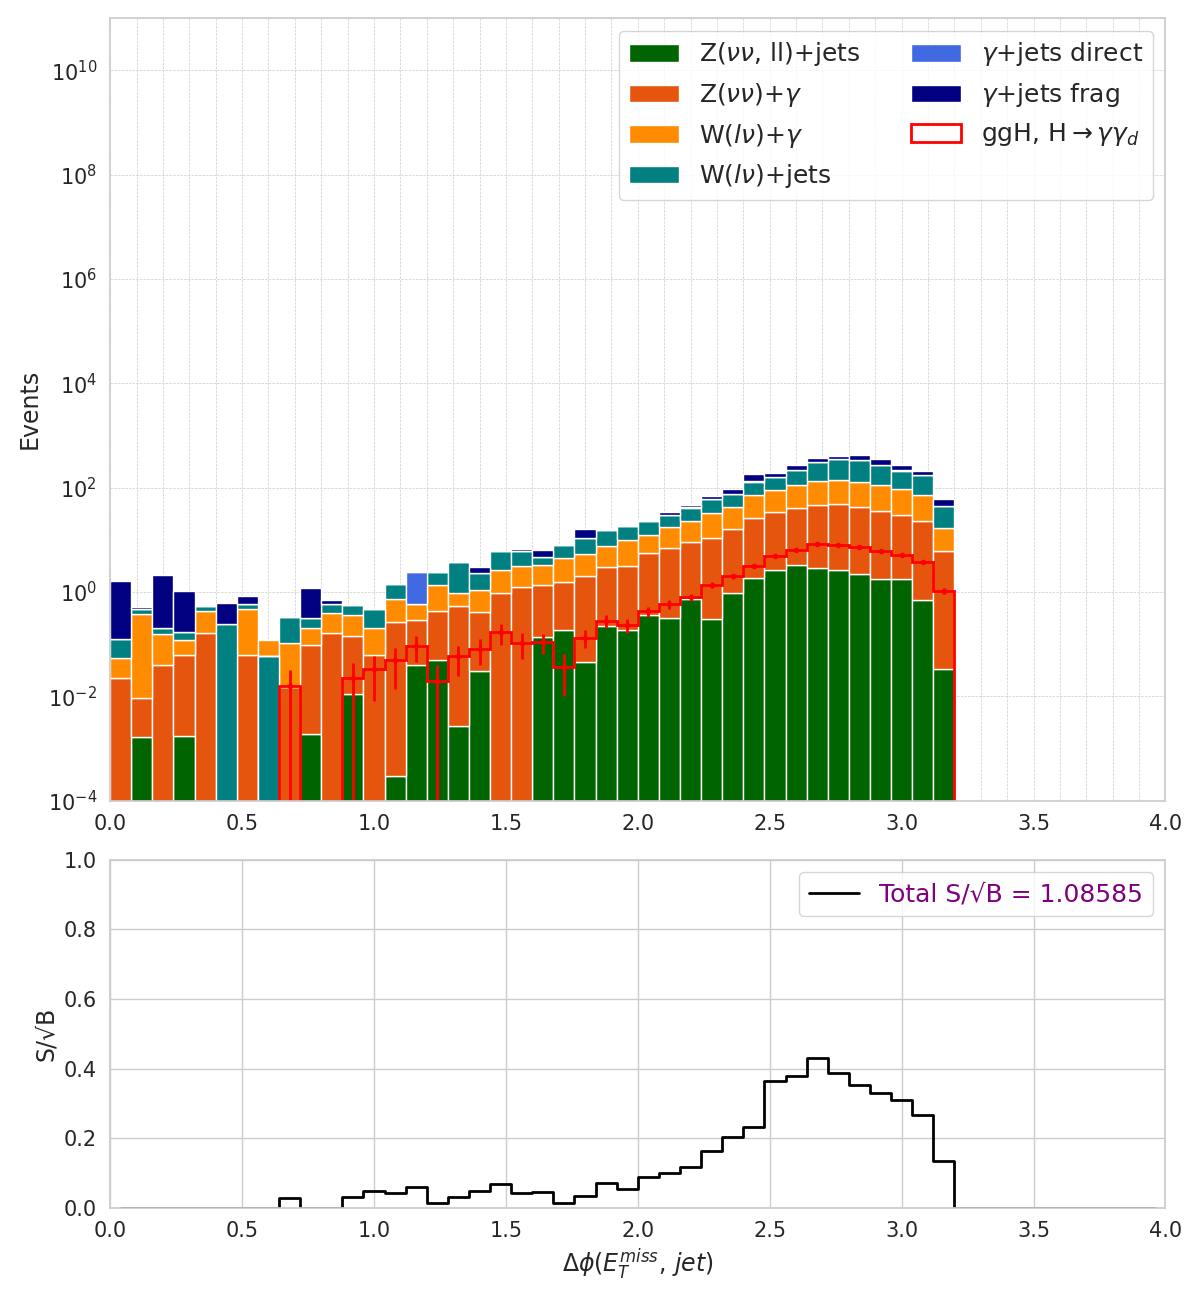 Z(νν, ll)+jets
Z(νν)+γ
W(lν)+γ
W(lν)+jets
γ+jets direct
γ+jets frag
ggH, H→γγ_d
Events
10^10
10^8
10^6
10^4
10^2
10^0
10^−2
10^−4
0.0 0.5 1.0 1.5 2.0 2.5 3.0 3.5 4.0
Total S/√B = 1.08585
S/√B
1.0
0.8
0.6
0.4
0.2
0.0
0.0 0.5 1.0 1.5 2.0 2.5 3.0 3.5 4.0
Δϕ(E_T^miss, jet)